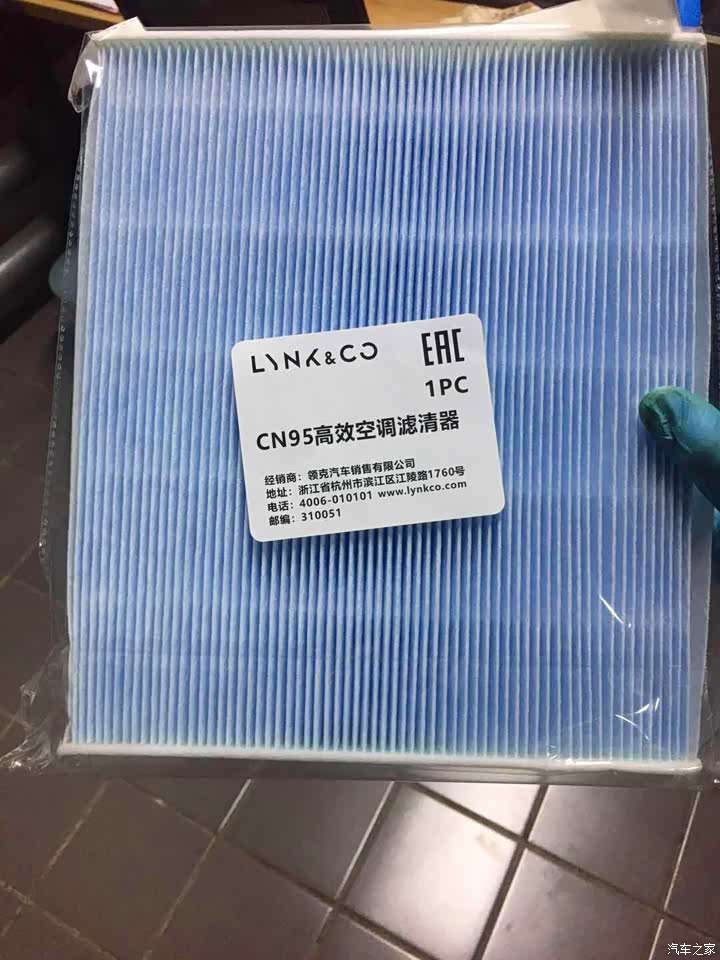 LYNK&CO
EAC
1PC
CN95高效空调滤清器
经销商：领克汽车销售有限公司
地址：浙江省杭州市滨江区江陵路1760号
电话：4006-010101 www.lynkco.com
邮编：310051
汽车之家